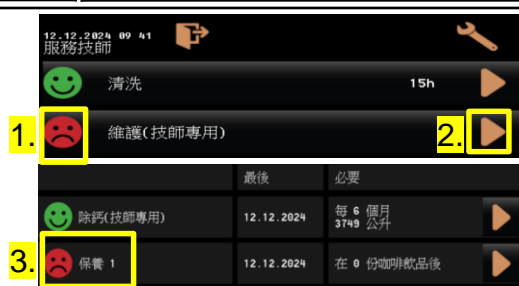 12.12.2024 09 41
服務技師
清洗 15h
1. 維護(技師專用) 2.
最後 必要
除鈣(技師專用) 12.12.2024 每 6 個月
3749 公升
3. 保養 1 12.12.2024 在 0 份咖啡飲品後